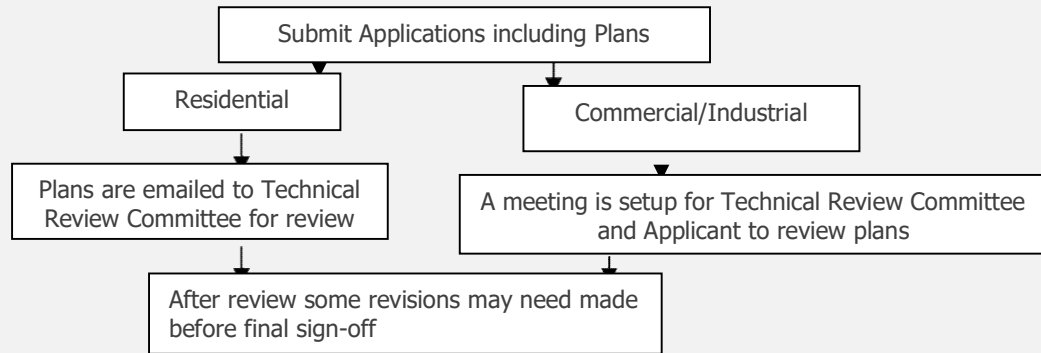 Submit Applications including Plans
Residential
Commercial/Industrial
Plans are emailed to Technical
Review Committee for review
A meeting is setup for Technical Review Committee
and Applicant to review plans
After review some revisions may need made
before final sign-off